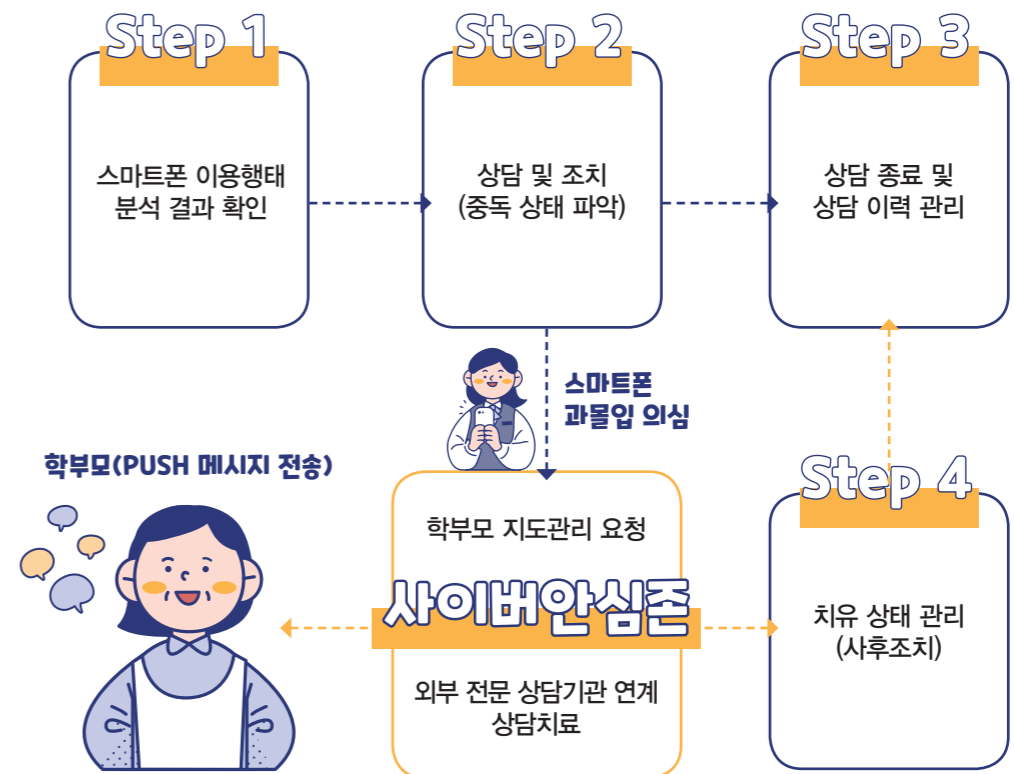 Step 1
스마트폰 이용행태
분석 결과 확인
Step 2
상담 및 조치
(중독 상태 파악)
Step 3
상담 종료 및
상담 이력 관리
스마트폰
과몰입 의심
학부모(PUSH 메시지 전송)
학부모 지도관리 요청
사이버안심존
외부 전문 상담기관 연계
상담치료
Step 4
치유 상태 관리
(사후조치)